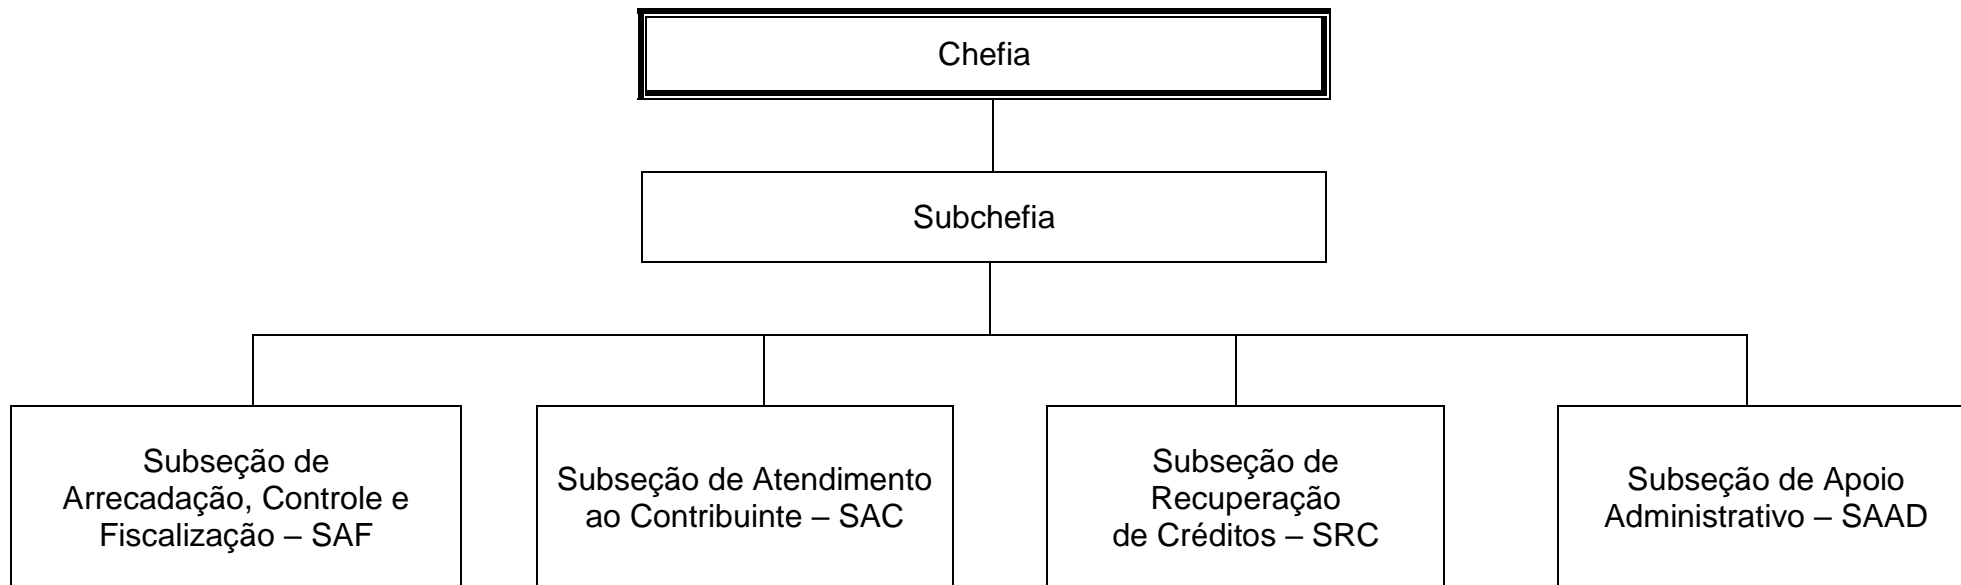 Chefia
Subchefia
Subseção de
Arrecadação, Controle e
Fiscalização – SAF
Subseção de Atendimento
ao Contribuinte – SAC
Subseção de
Recuperação
de Créditos – SRC
Subseção de Apoio
Administrativo – SAAD